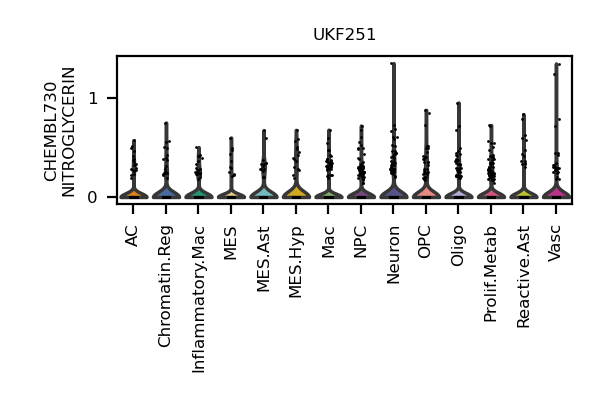 UKF251
CHEMBL730
NITROGLYCERIN
1
0
AC
Chromatin.Reg
Inflammatory.Mac
MES
MES.Ast
MES.Hyp
Mac
NPC
Neuron
OPC
Oligo
Prolif.Metab
Reactive.Ast
Vasc